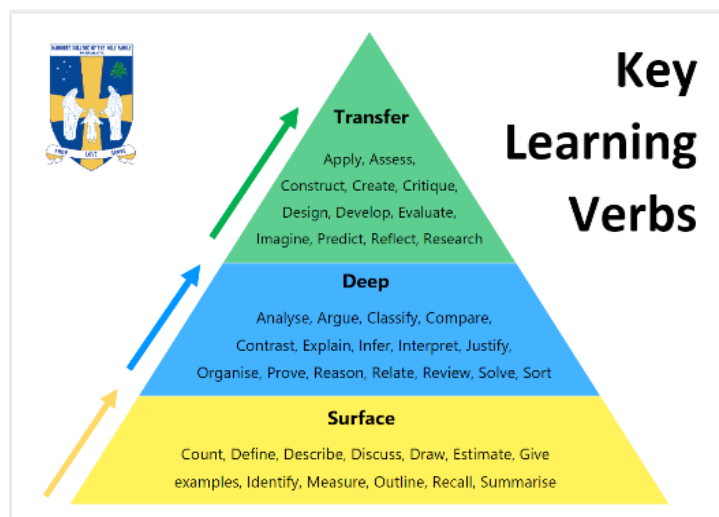 Key
Learning
Verbs
Transfer
Apply, Assess,
Construct, Create, Critique,
Design, Develop, Evaluate,
Imagine, Predict, Reflect, Research
Deep
Analyse, Argue, Classify, Compare,
Contrast, Explain, Infer, Interpret, Justify,
Organise, Prove, Reason, Relate, Review, Solve, Sort
Surface
Count, Define, Describe, Discuss, Draw, Estimate, Give
examples, Identify, Measure, Outline, Recall, Summarise